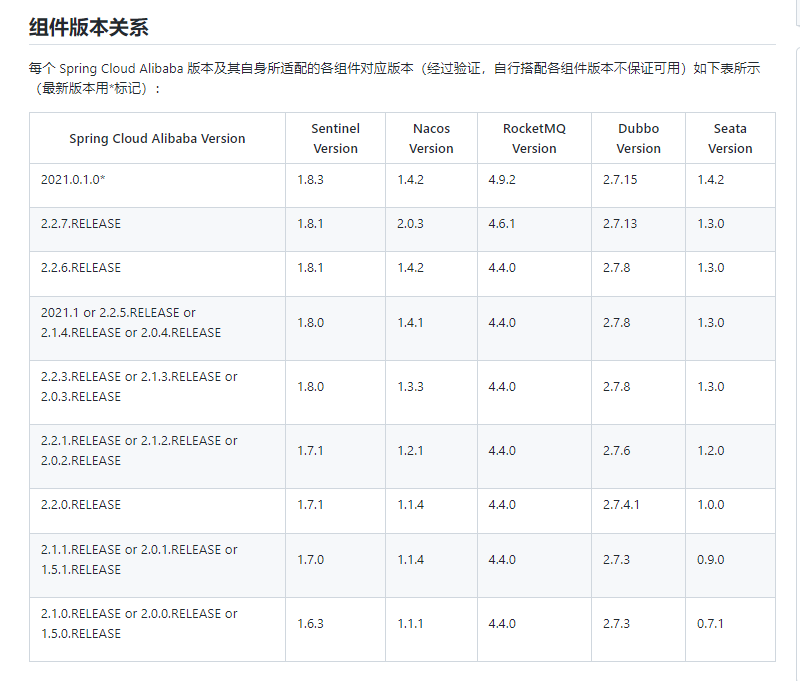 组件版本关系
每个 Spring Cloud Alibaba 版本及其自身所适配的各组件对应版本（经过验证，自行搭配各组件版本不保证可用）如下表所示
（最新版本用*标记）：
Spring Cloud Alibaba Version Sentinel Version Nacos Version RocketMQ Version Dubbo Version Seata Version
2021.0.1.0* 1.8.3 1.4.2 4.9.2 2.7.15 1.4.2
2.2.7.RELEASE 1.8.1 2.0.3 4.6.1 2.7.13 1.3.0
2.2.6.RELEASE 1.8.1 1.4.2 4.4.0 2.7.8 1.3.0
2021.1 or 2.2.5.RELEASE or
2.1.4.RELEASE or 2.0.4.RELEASE 1.8.0 1.4.1 4.4.0 2.7.8 1.3.0
2.2.3.RELEASE or 2.1.3.RELEASE or
2.0.3.RELEASE 1.8.0 1.3.3 4.4.0 2.7.8 1.3.0
2.2.1.RELEASE or 2.1.2.RELEASE or
2.0.2.RELEASE 1.7.1 1.2.1 4.4.0 2.7.6 1.2.0
2.2.0.RELEASE 1.7.1 1.1.4 4.4.0 2.7.4.1 1.0.0
2.1.1.RELEASE or 2.0.1.RELEASE or
1.5.1.RELEASE 1.7.0 1.1.4 4.4.0 2.7.3 0.9.0
2.1.0.RELEASE or 2.0.0.RELEASE or
1.5.0.RELEASE 1.6.3 1.1.1 4.4.0 2.7.3 0.7.1